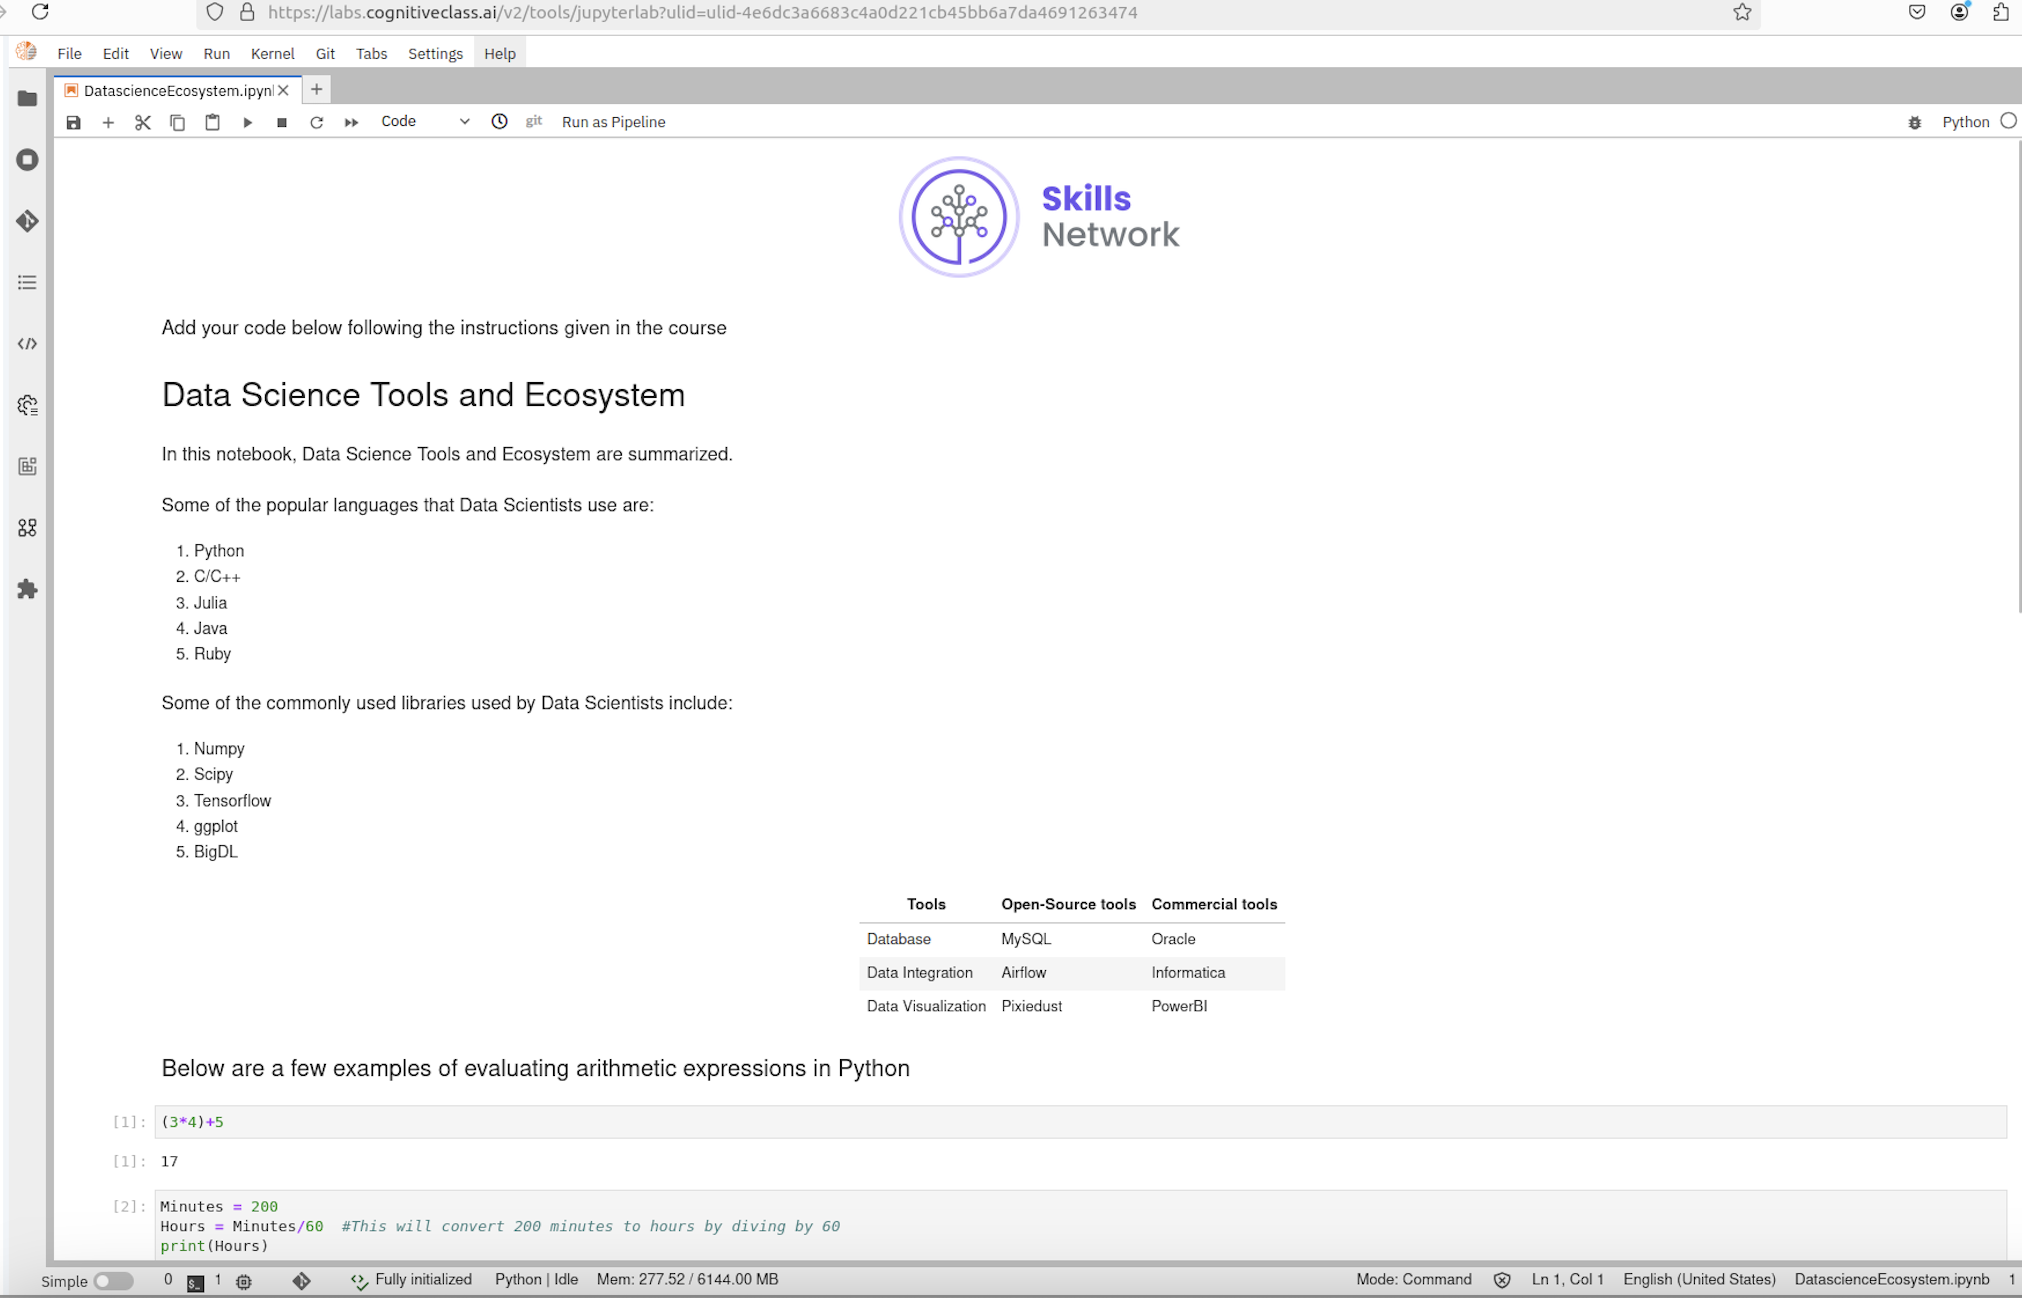 https://labs.cognitiveclass.ai/v2/tools/jupyterlab?ulid=ulid-4e6dc3a6683c4a0d221cb45bb6a7da4691263474
File Edit View Run Kernel Git Tabs Settings Help
DatascienceEcosystem.ipynl
Code git Run as Pipeline Python
Skills
Network
Add your code below following the instructions given in the course
Data Science Tools and Ecosystem
In this notebook, Data Science Tools and Ecosystem are summarized.
Some of the popular languages that Data Scientists use are:
1. Python
2. C/C++
3. Julia
4. Java
5. Ruby
Some of the commonly used libraries used by Data Scientists include:
1. Numpy
2. Scipy
3. Tensorflow
4. ggplot
5. BigDL
Tools Open-Source tools Commercial tools
Database MySQL Oracle
Data Integration Airflow Informatica
Data Visualization Pixiedust PowerBI
Below are a few examples of evaluating arithmetic expressions in Python
[1]: (3*4)+5
[1]: 17
[2]: Minutes = 200
Hours = Minutes/60 #This will convert 200 minutes to hours by diving by 60
print(Hours)
Simple 0 1 Fully initialized Python | Idle Mem: 277.52 / 6144.00 MB Mode: Command Ln 1, Col 1 English (United States) DatascienceEcosystem.ipynb 1